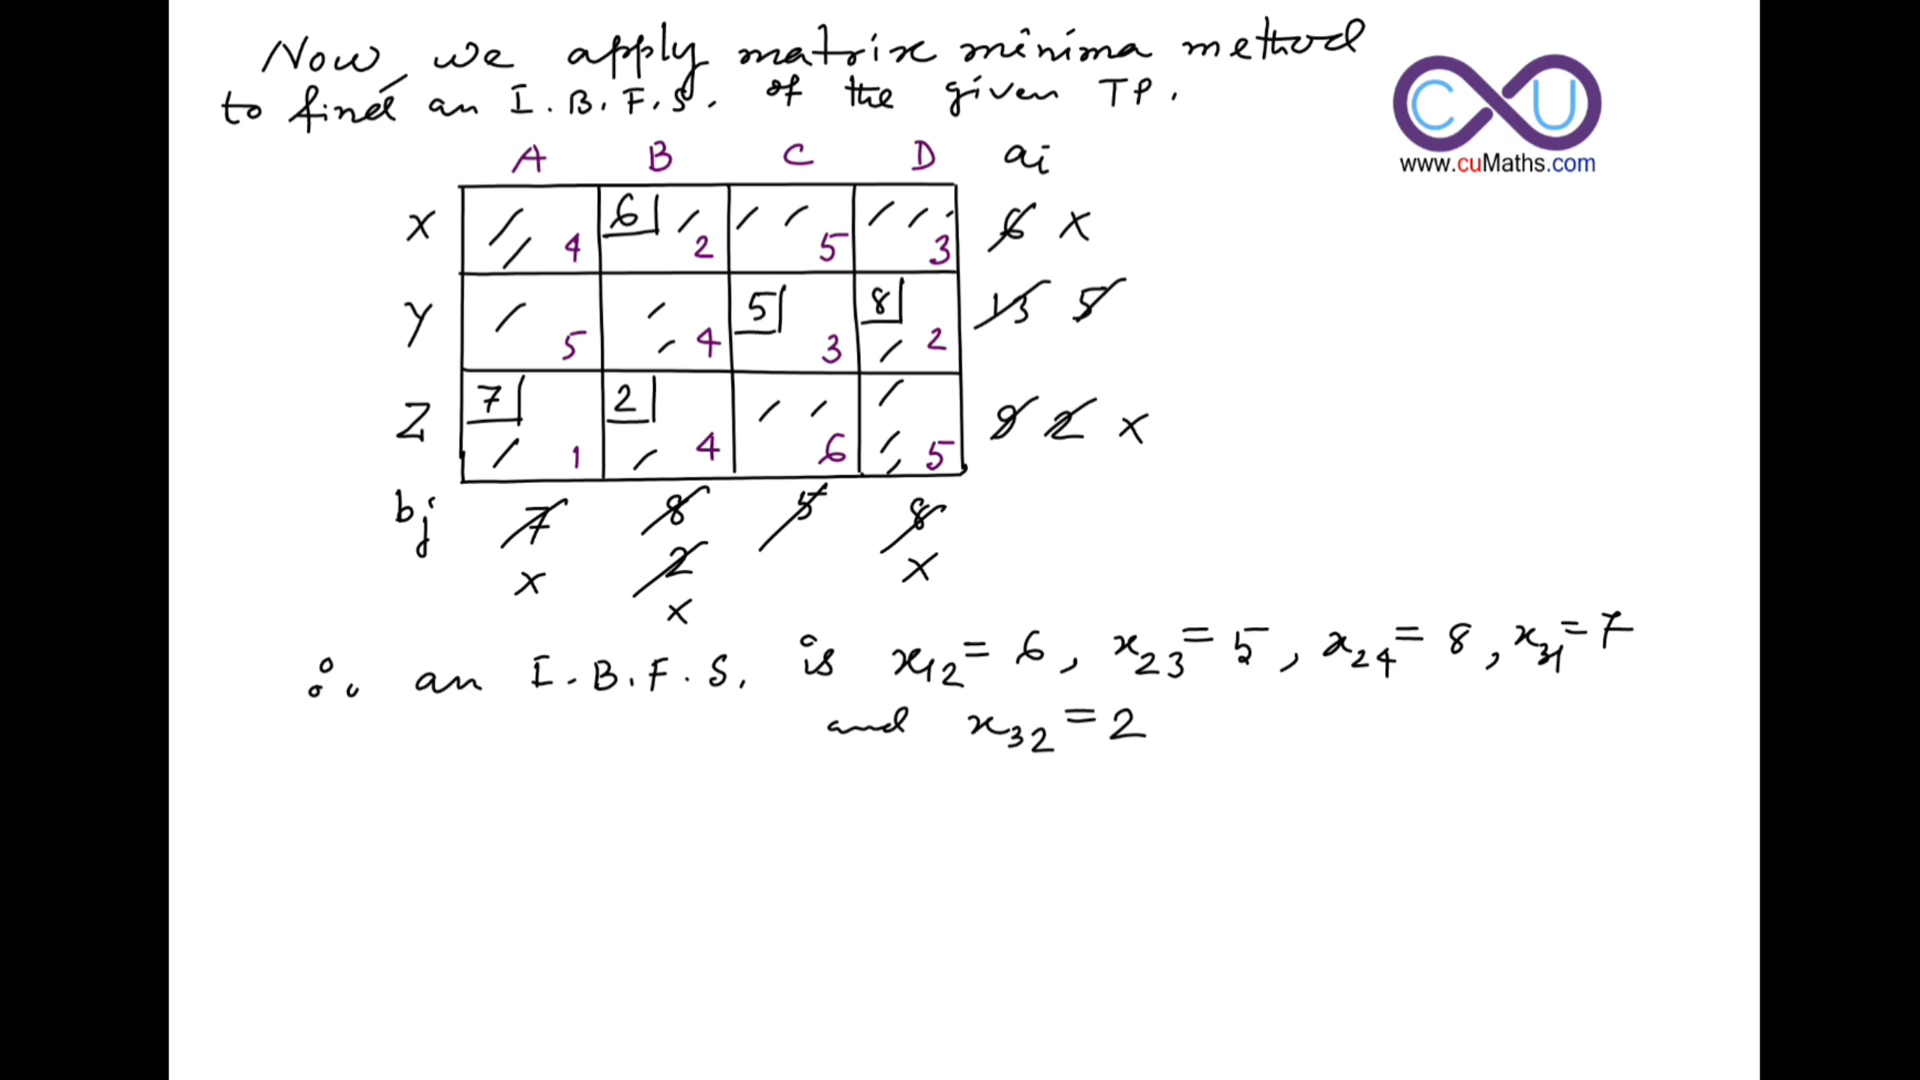 Now, we apply matrix minima method
to find an I.B.F.S. of the given TP.
CU
www.cuMaths.com
A B C D ai
X 4 6 2 5 3 6 x
Y 5 4 5 3 8 2 13 5
Z 7 1 2 4 6 5 9 2 x
bj 7 8 5 8
x 2 x
x
∴ an I.B.F.S. is x12 = 6, x23 = 5, x24 = 8, x31 = 7
and x32 = 2